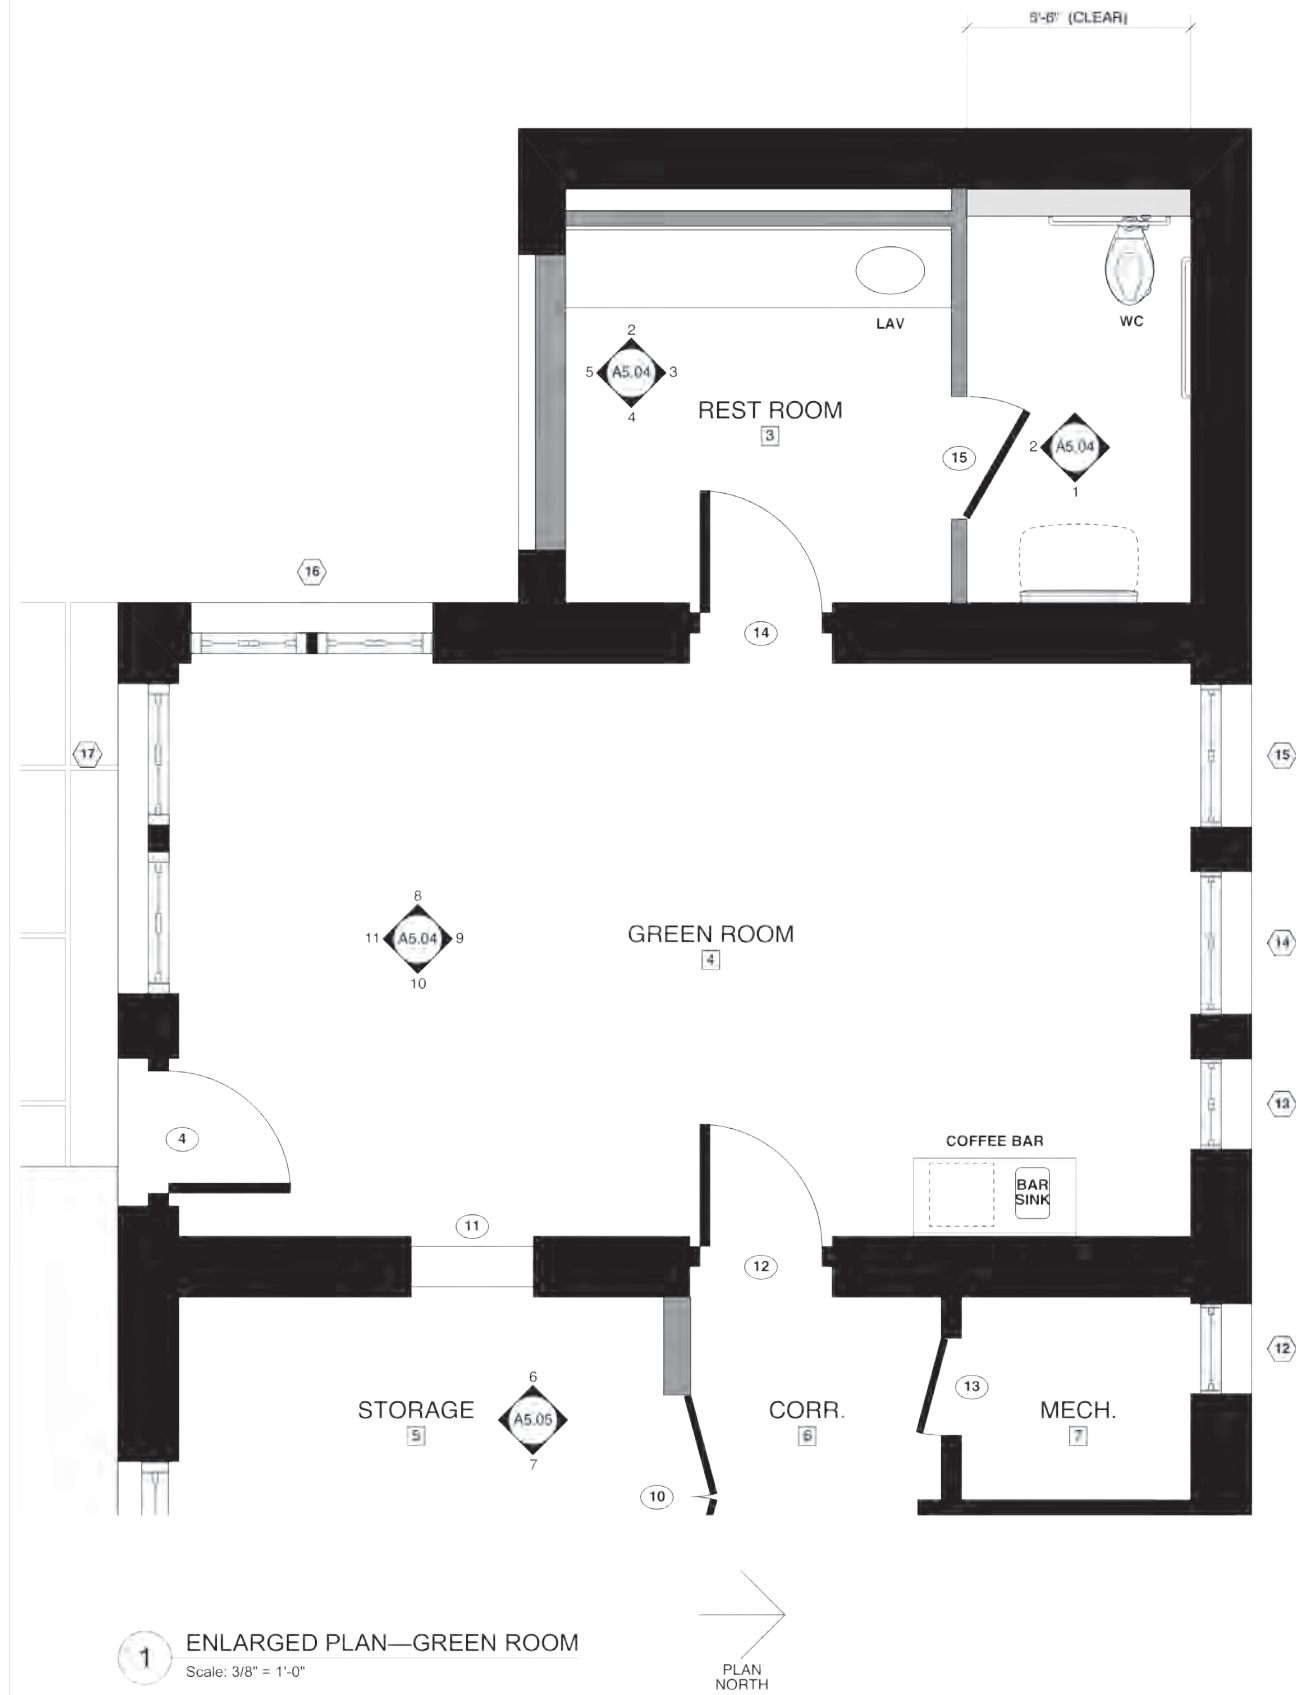 5'-6" (CLEAR)
LAV
WC
2
5 A5.04 3
4
REST ROOM
3
15
2 A5.04
1
16
14
17
15
8
11 A5.04 9
10
GREEN ROOM
4
14
13
4
COFFEE BAR
BAR
SINK
11
12
12
6
STORAGE
5
A5.05
7
CORR.
6
13
MECH.
7
10
1
ENLARGED PLAN—GREEN ROOM
Scale: 3/8" = 1'-0"
PLAN
NORTH